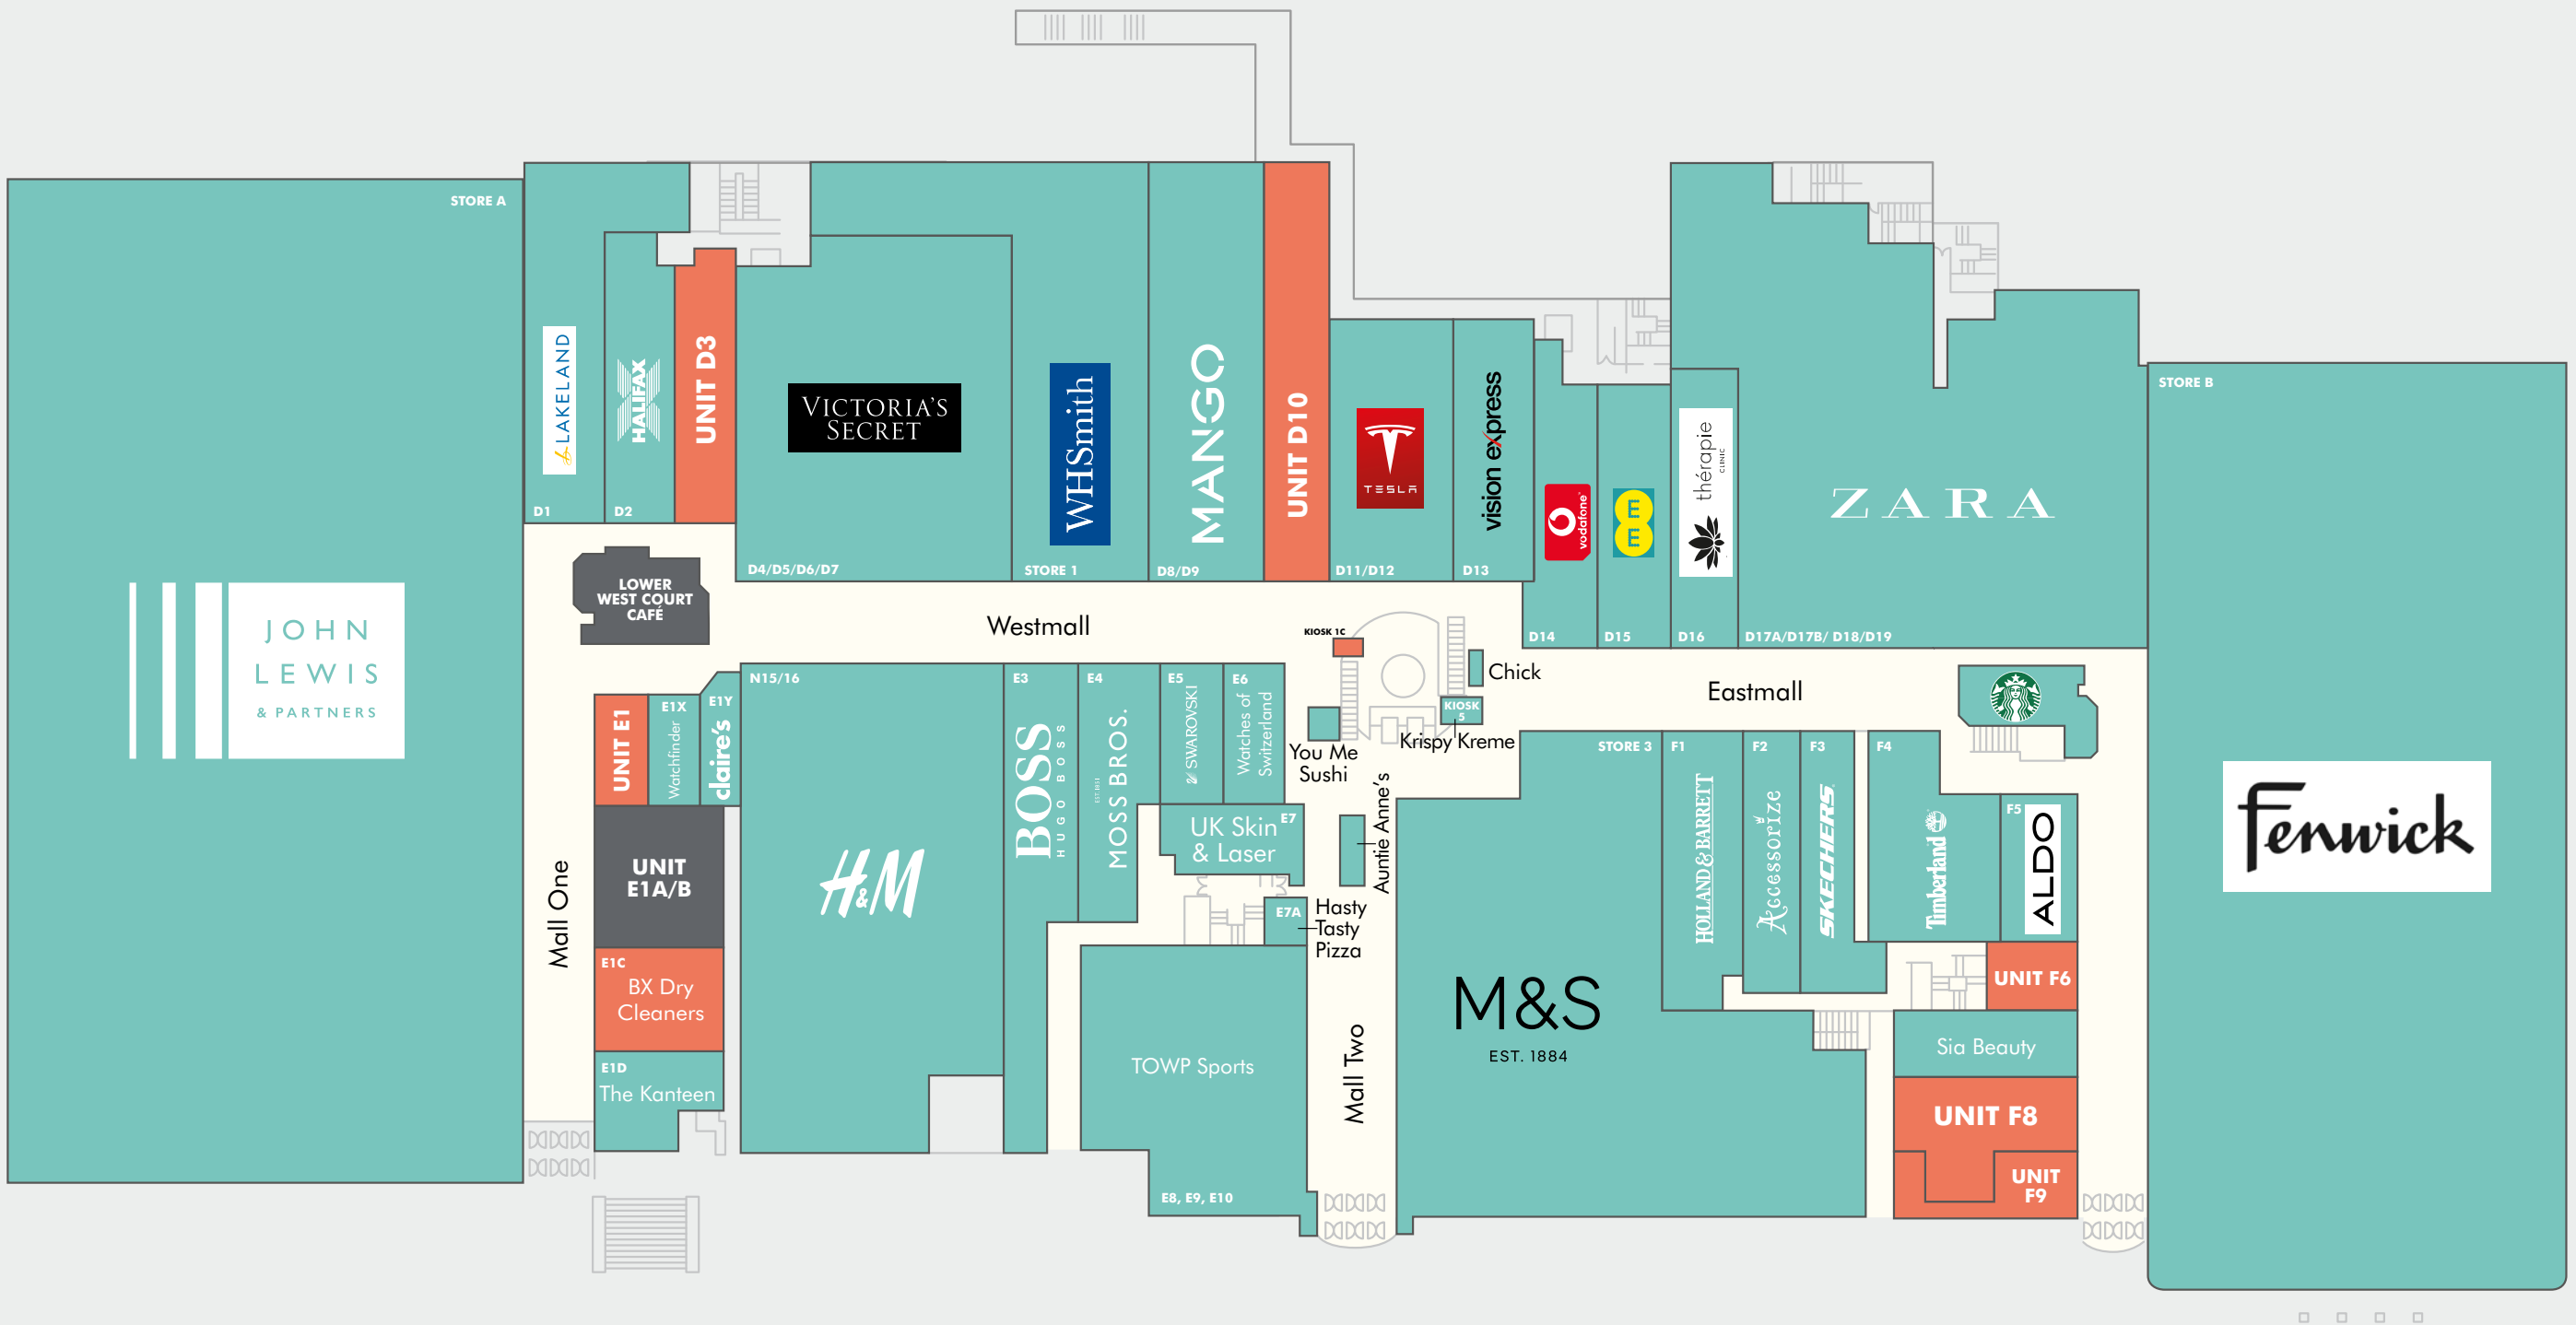 STORE A
JOHN
LEWIS
& PARTNERS
LAKELAND
D1
HALIFAX
D2
UNIT D3
VICTORIA'S
SECRET
D4/D5/D6/D7
WHSmith
STORE 1
MANGO
D8/D9
UNIT D10
TESLA
D11/D12
vision express
D13
vodafone
D14
EE
D15
thérapie
CLINIC
D16
ZARA
D17A/D17B/ D18/D19
STORE B
Fenwick
LOWER
WEST COURT
CAFÉ
Westmall
KIOSK 1C
Chick
KIOSK
5
Krispy Kreme
You Me
Sushi
Eastmall
Mall One
UNIT E1
E1X
Watchfinder
E1Y
claire's
UNIT
E1A/B
E1C
BX Dry
Cleaners
E1D
The Kanteen
N15/16
H&M
E3
BOSS
HUGO BOSS
E4
MOSS BROS.
EST 1851
E5
SWAROVSKI
E6
Watches of
Switzerland
E7
UK Skin
& Laser
E7A
Hasty
Tasty
Pizza
Auntie Anne's
TOWP Sports
E8, E9, E10
Mall Two
STORE 3
M&S
EST. 1884
F1
HOLLAND & BARRETT
F2
Accessorize
F3
SKECHERS
F4
Timberland
F5
ALDO
UNIT F6
Sia Beauty
UNIT F8
UNIT
F9